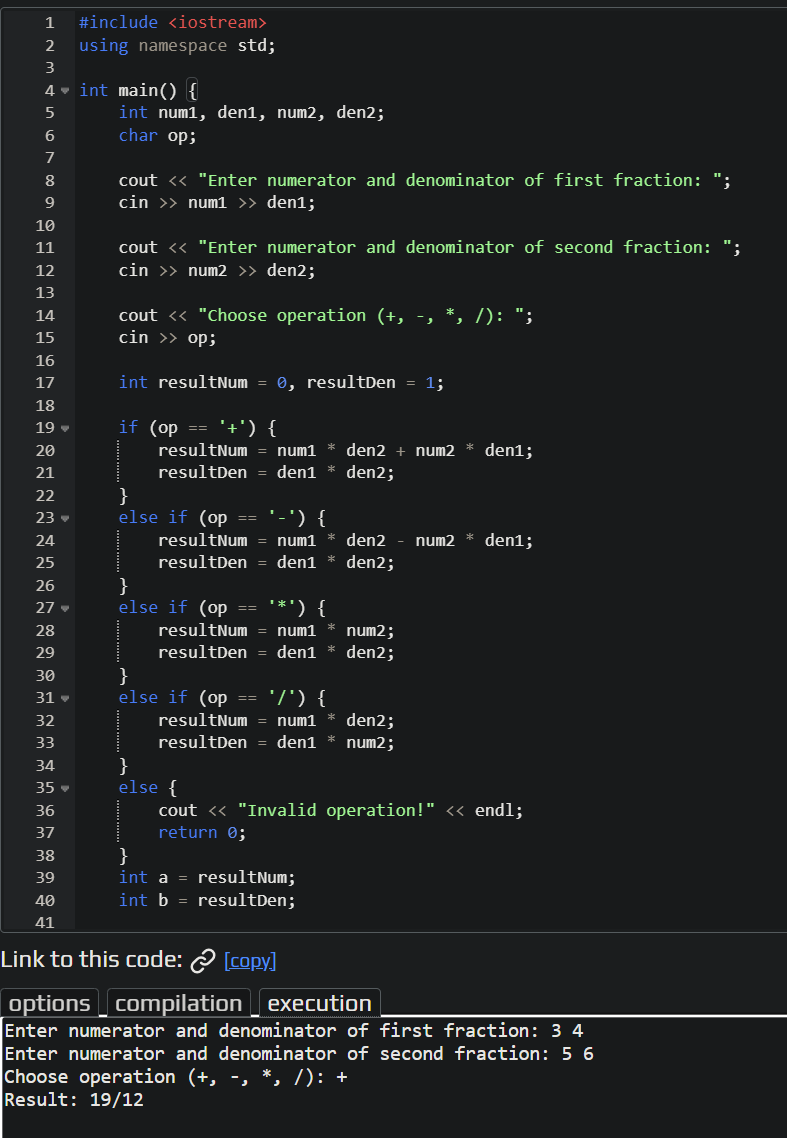 1 #include <iostream>
2 using namespace std;
3
4 int main() {
5     int num1, den1, num2, den2;
6     char op;
7
8     cout << "Enter numerator and denominator of first fraction: ";
9     cin >> num1 >> den1;
10
11     cout << "Enter numerator and denominator of second fraction: ";
12     cin >> num2 >> den2;
13
14     cout << "Choose operation (+, -, *, /): ";
15     cin >> op;
16
17     int resultNum = 0, resultDen = 1;
18
19     if (op == '+') {
20         resultNum = num1 * den2 + num2 * den1;
21         resultDen = den1 * den2;
22     }
23     else if (op == '-') {
24         resultNum = num1 * den2 - num2 * den1;
25         resultDen = den1 * den2;
26     }
27     else if (op == '*') {
28         resultNum = num1 * num2;
29         resultDen = den1 * den2;
30     }
31     else if (op == '/') {
32         resultNum = num1 * den2;
33         resultDen = den1 * num2;
34     }
35     else {
36         cout << "Invalid operation!" << endl;
37         return 0;
38     }
39     int a = resultNum;
40     int b = resultDen;
41
Link to this code: [copy]
options compilation execution
Enter numerator and denominator of first fraction: 3 4
Enter numerator and denominator of second fraction: 5 6
Choose operation (+, -, *, /): +
Result: 19/12